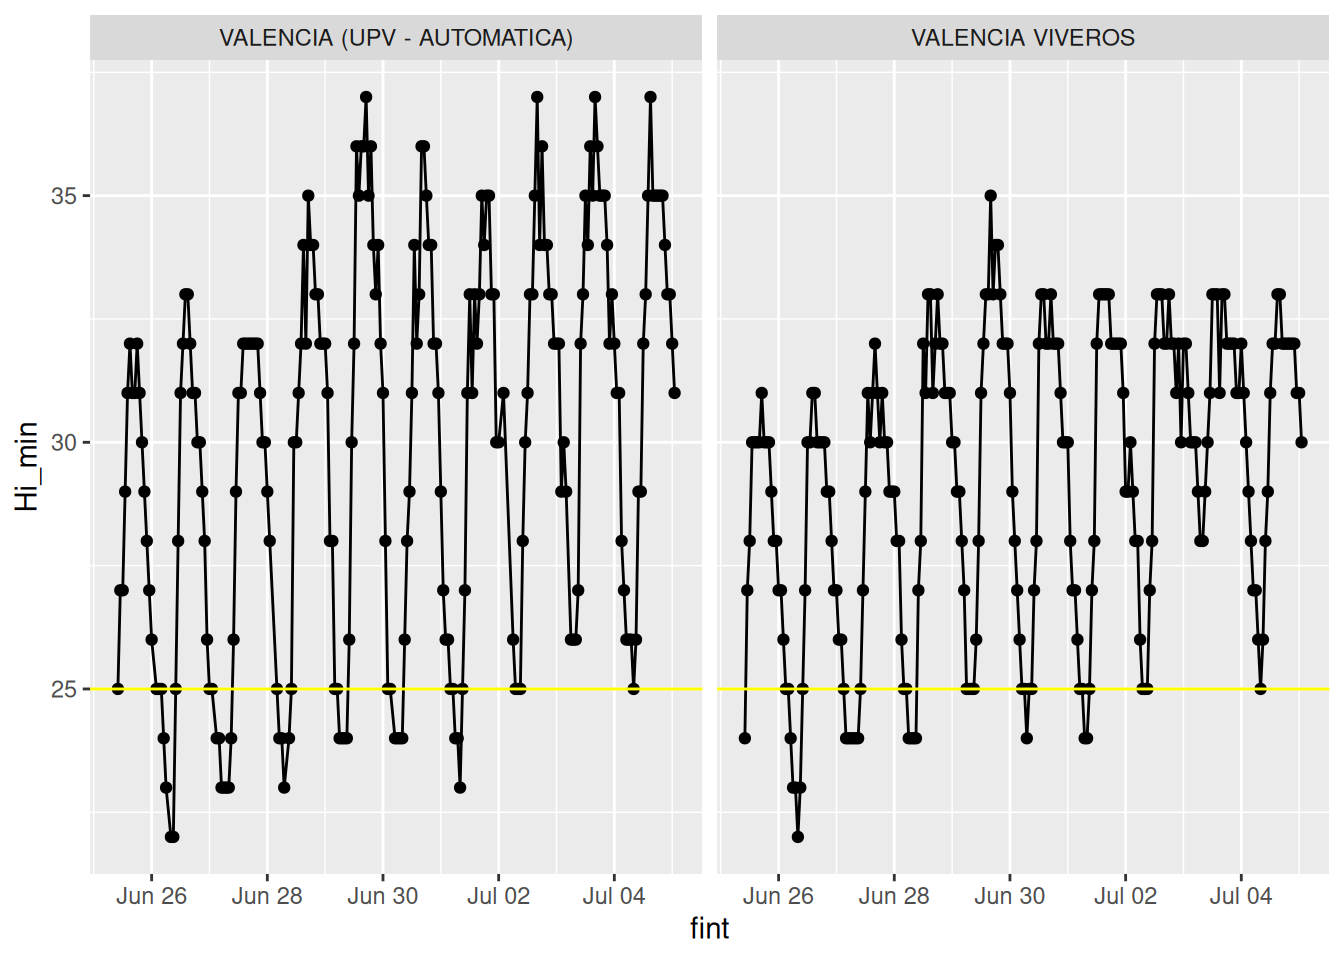 VALENCIA (UPV - AUTOMATICA)
VALENCIA VIVEROS
Hi_min
35
30
25
Jun 26
Jun 28
Jun 30
Jul 02
Jul 04
Jun 26
Jun 28
Jun 30
Jul 02
Jul 04
fint